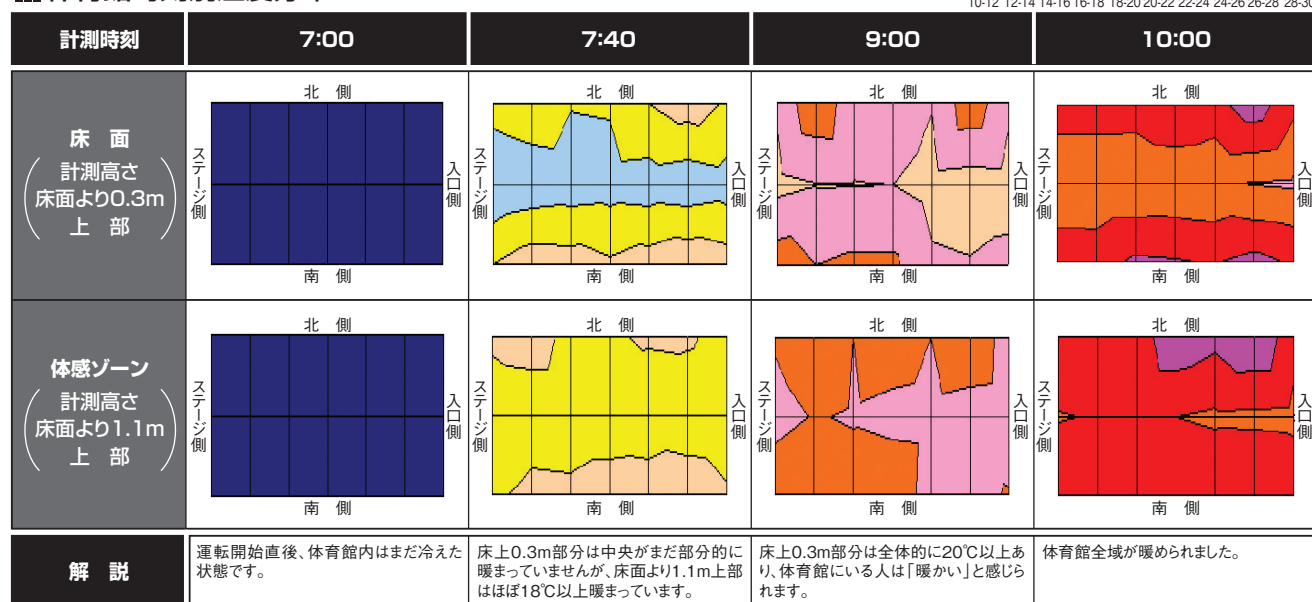 10-12 12-14 14-16 16-18 18-20 20-22 22-24 24-26 26-28 28-30
計測時刻 7:00 7:40 9:00 10:00
床 面
計測高さ
床面より0.3m
上 部
北 側
ステージ側
入口側
南 側
北 側
ステージ側
入口側
南 側
北 側
ステージ側
入口側
南 側
北 側
ステージ側
入口側
南 側
体感ゾーン
計測高さ
床面より1.1m
上 部
北 側
ステージ側
入口側
南 側
北 側
ステージ側
入口側
南 側
北 側
ステージ側
入口側
南 側
北 側
ステージ側
入口側
南 側
解 説
運転開始直後、体育館内はまだ冷えた
状態です。
床上0.3m部分は中央がまだ部分的に
暖まっていませんが、床面より1.1m上部
はほぼ18℃以上暖まっています。
床上0.3m部分は全体的に20℃以上あ
り、体育館にいる人は「暖かい」と感じら
れます。
体育館全域が暖められました。